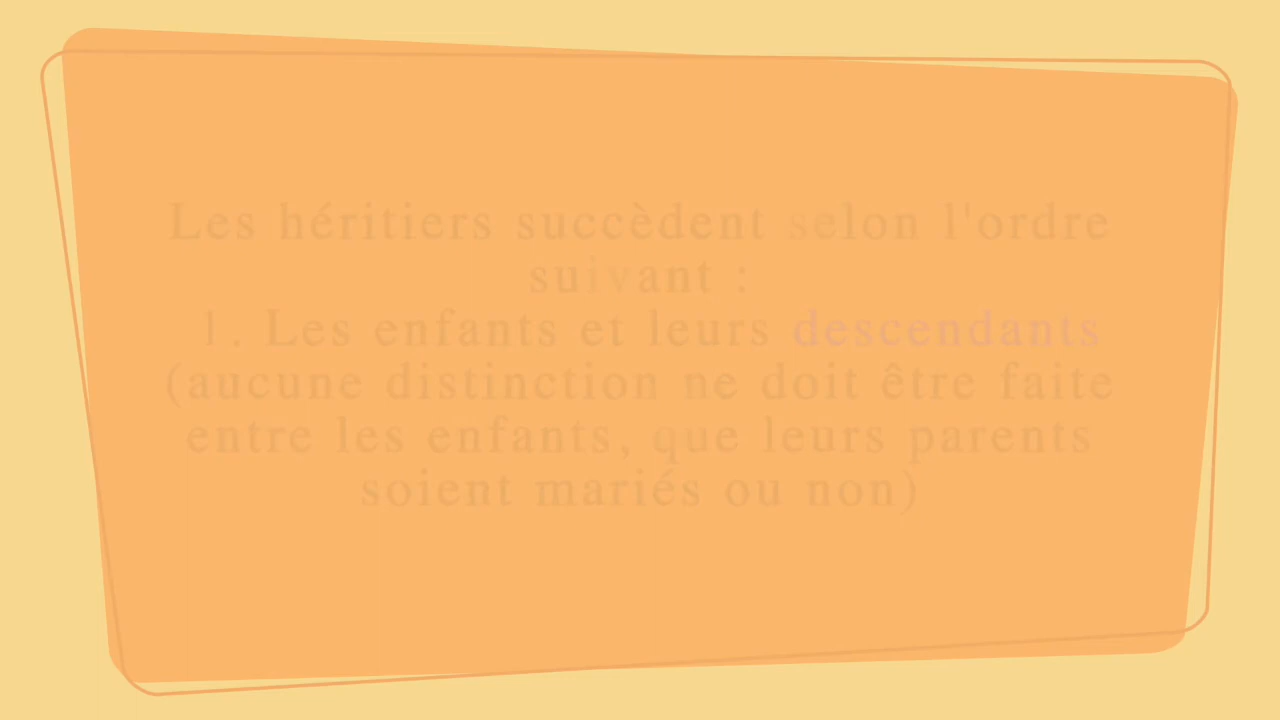 Les héritiers succèdent selon l'ordre
suivant :
1. Les enfants et leurs descendants
(aucune distinction ne doit être faite
entre les enfants, que leurs parents
soient mariés ou non)